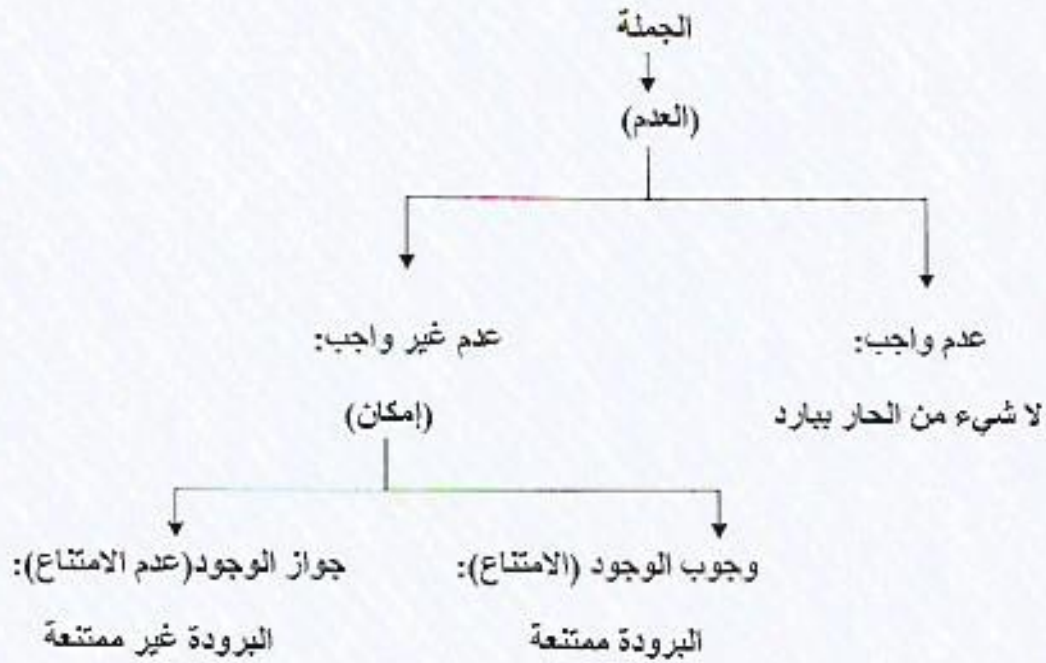 الجملة
(العدم)
عدم واجب:
لا شيء من الحار ببارد
عدم غير واجب:
(إمكان)
وجوب الوجود (الامتناع):
البرودة ممتنعة
جواز الوجود(عدم الامتناع):
البرودة غير ممتنعة